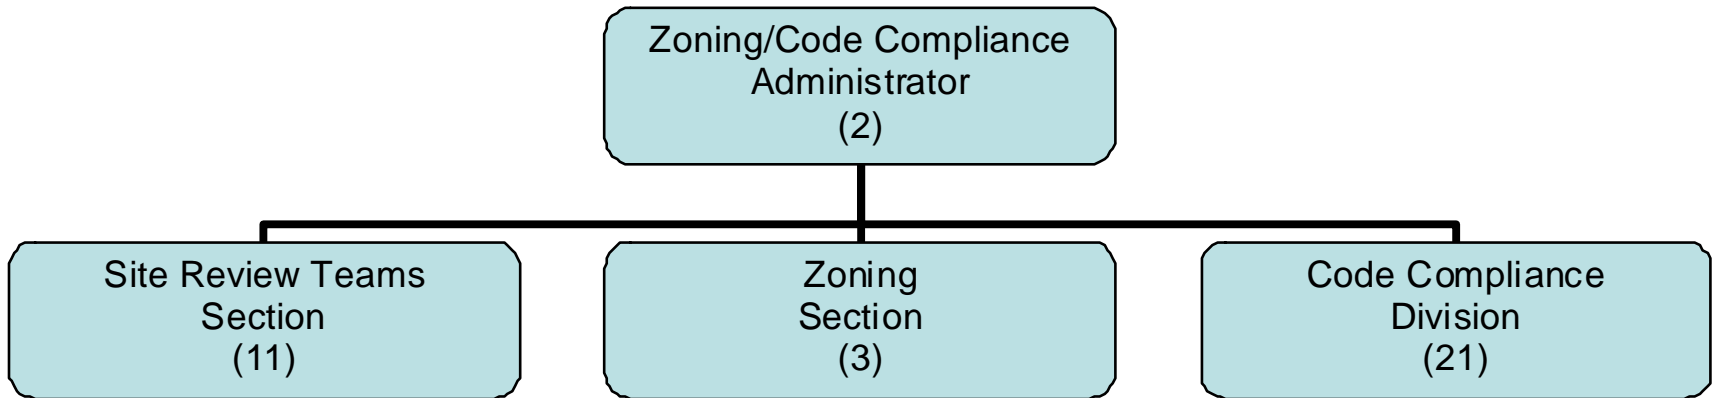 Zoning/Code Compliance
Administrator
(2)
Site Review Teams
Section
(11)
Zoning
Section
(3)
Code Compliance
Division
(21)